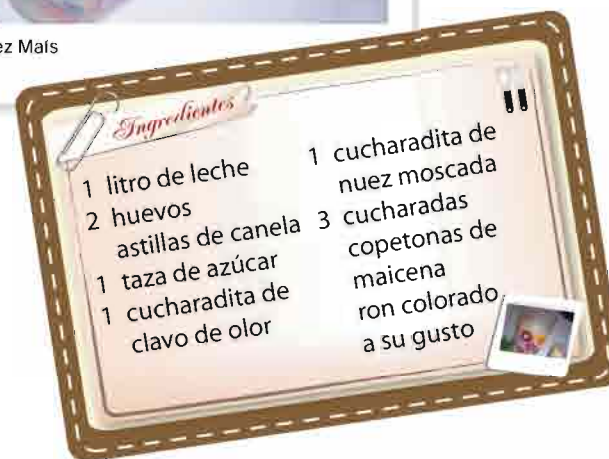 ez Maís
Ingredientes
1 litro de leche
2 huevos
astillas de canela
1 taza de azúcar
1 cucharadita de
clavo de olor
1 cucharadita de
nuez moscada
3 cucharadas
copetonas de
maicena
ron colorado
a su gusto